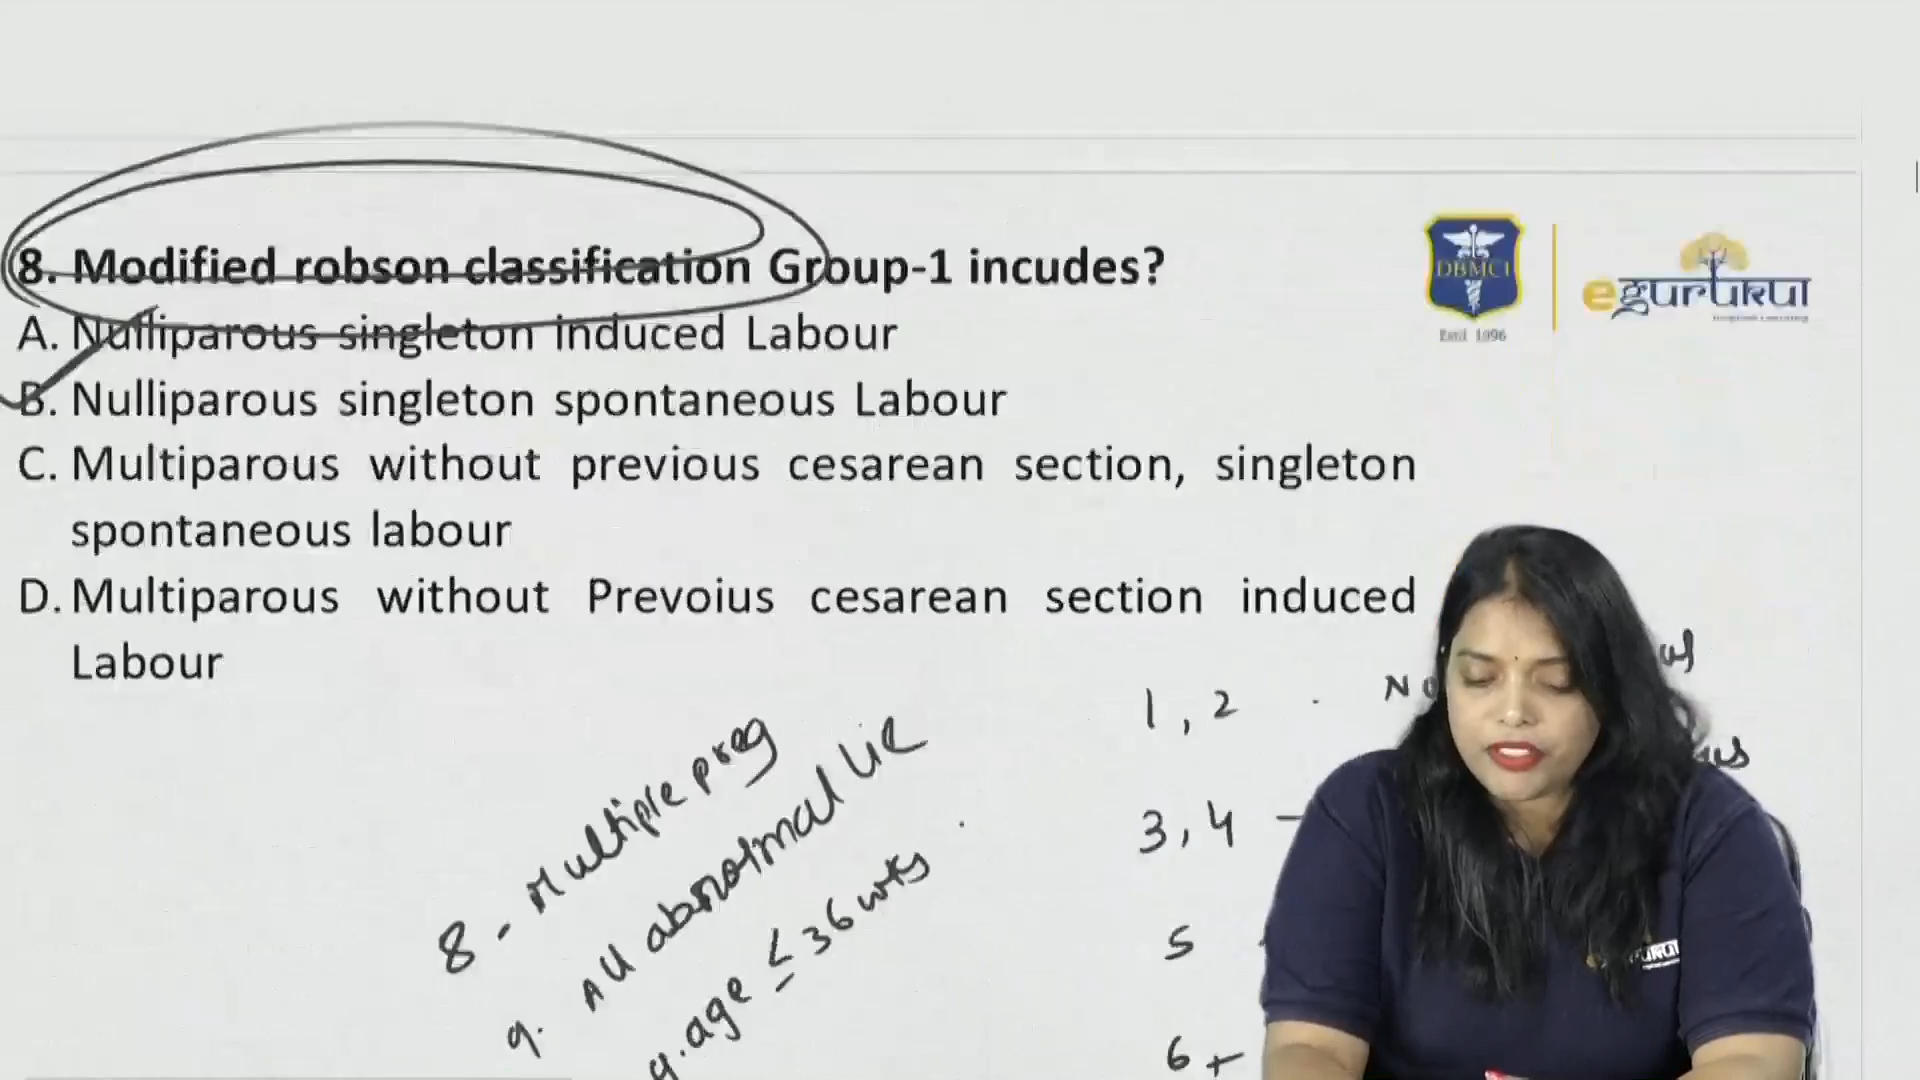 8. Modified robson classification Group-1 incudes?
A. Nulliparous singleton induced Labour
B. Nulliparous singleton spontaneous Labour
C. Multiparous without previous cesarean section, singleton
spontaneous labour
D. Multiparous without Prevoius cesarean section induced
Labour
DBMCI
Estd 1996
egurukul
1, 2
3, 4 -
5
6 +
8 - Multiple preg
9. All abnormal lie
g.age ≤ 36 wks